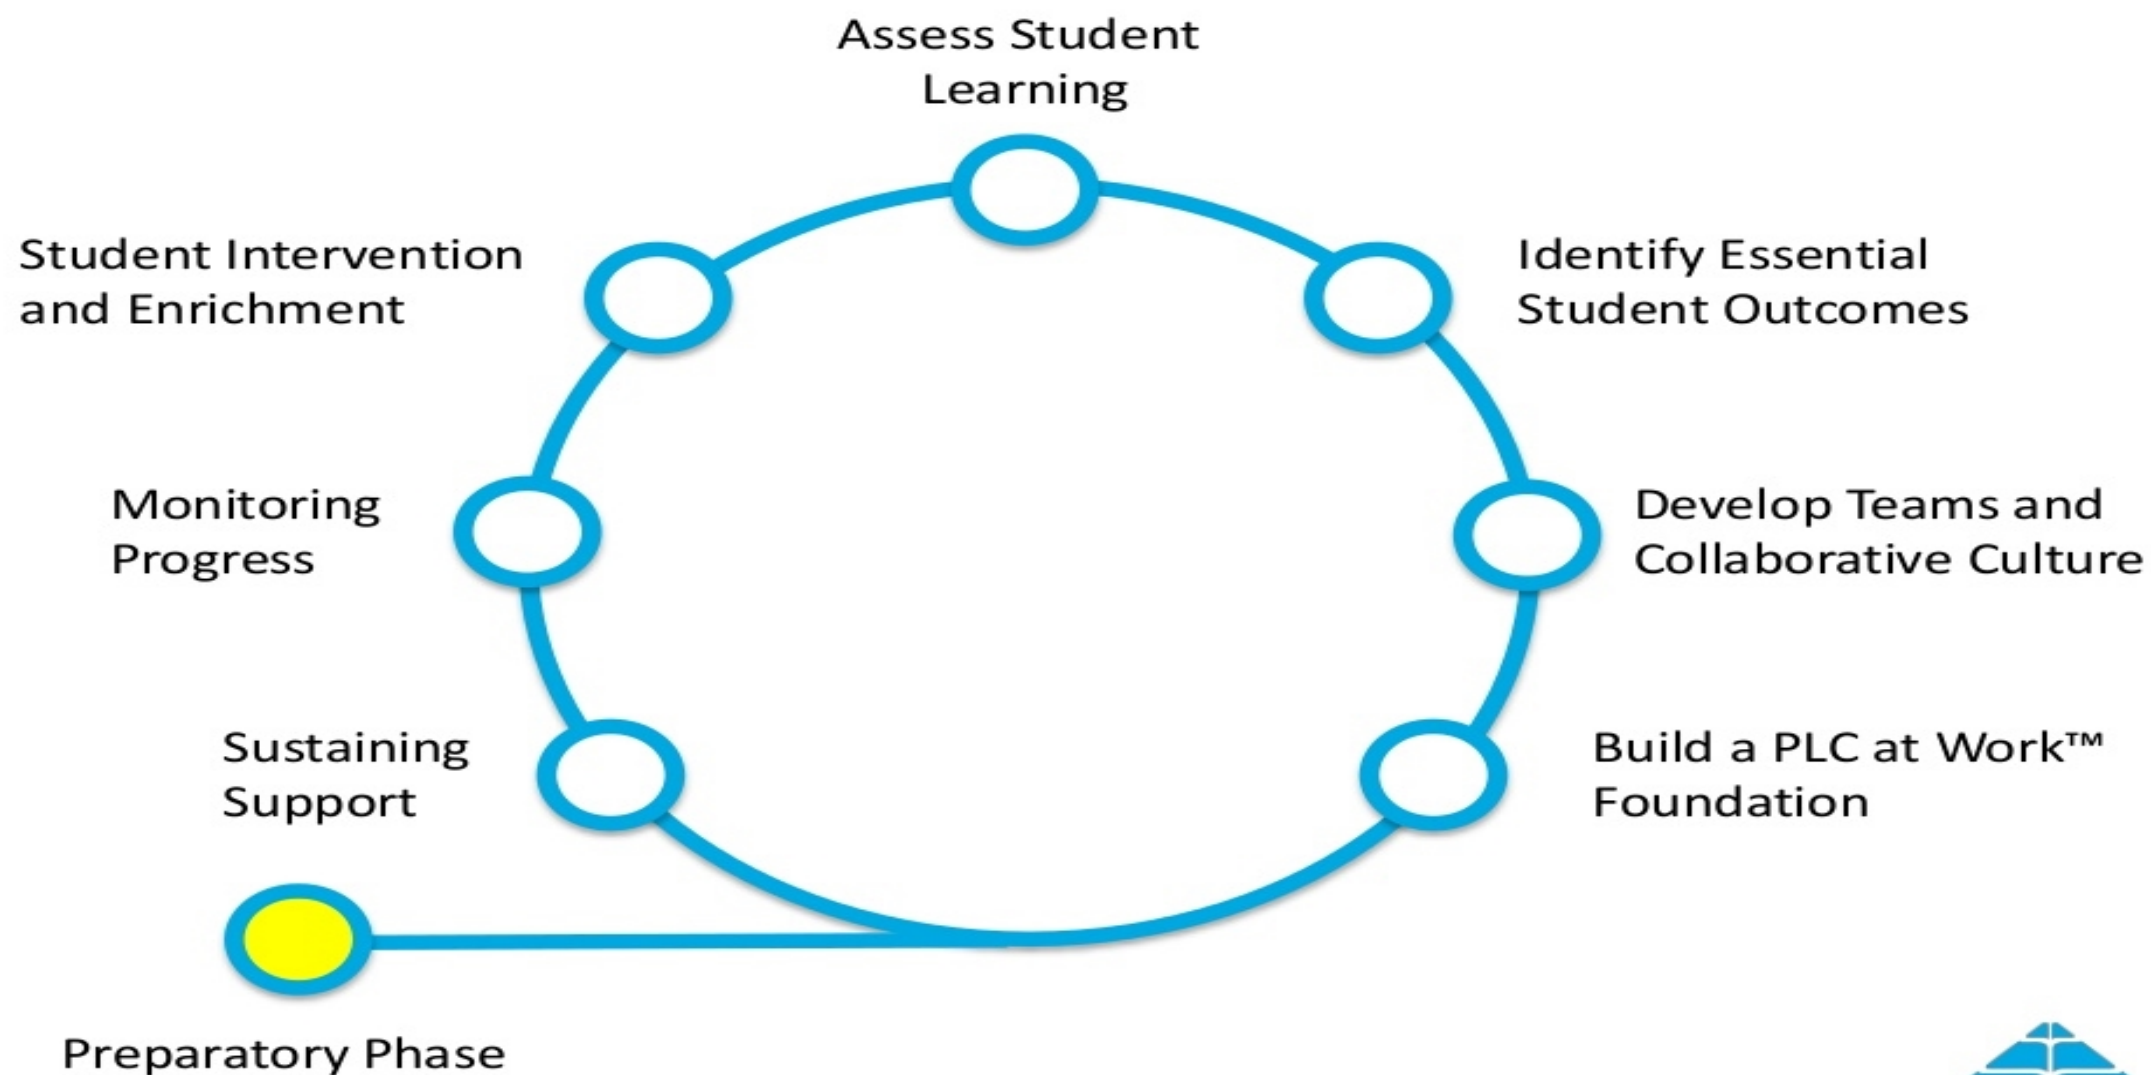 Assess Student
Learning
Student Intervention
and Enrichment
Identify Essential
Student Outcomes
Monitoring
Progress
Develop Teams and
Collaborative Culture
Sustaining
Support
Build a PLC at Work™
Foundation
Preparatory Phase